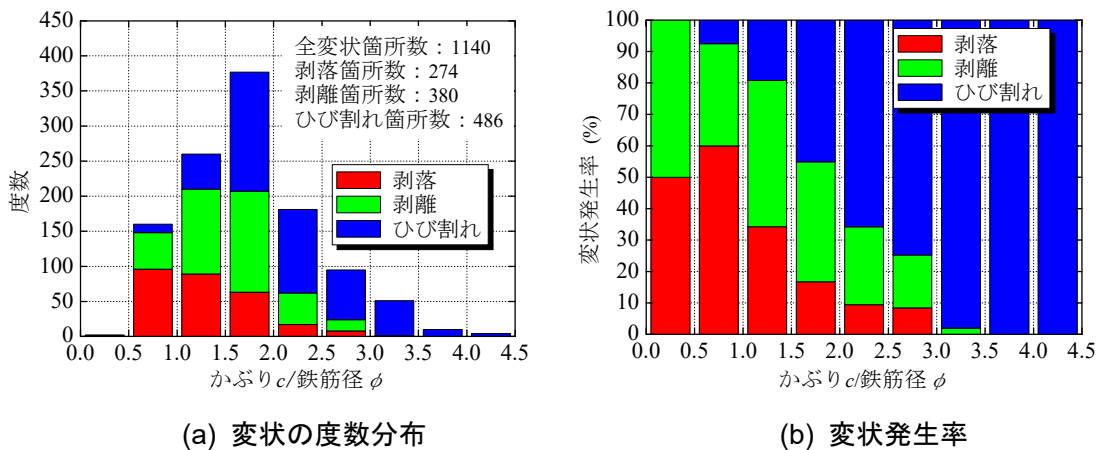 450
400
350
300
250
200
150
100
50
0
度数
全変状箇所数：1140
剥落箇所数：274
剥離箇所数：380
ひび割れ箇所数：486
剥落
剥離
ひび割れ
0.0 0.5 1.0 1.5 2.0 2.5 3.0 3.5 4.0 4.5
かぶりc/鉄筋径 φ
(a) 変状の度数分布
100
90
80
70
60
50
40
30
20
10
0
変状発生率 (%)
剥落
剥離
ひび割れ
0.0 0.5 1.0 1.5 2.0 2.5 3.0 3.5 4.0 4.5
かぶりc/鉄筋径 φ
(b) 変状発生率